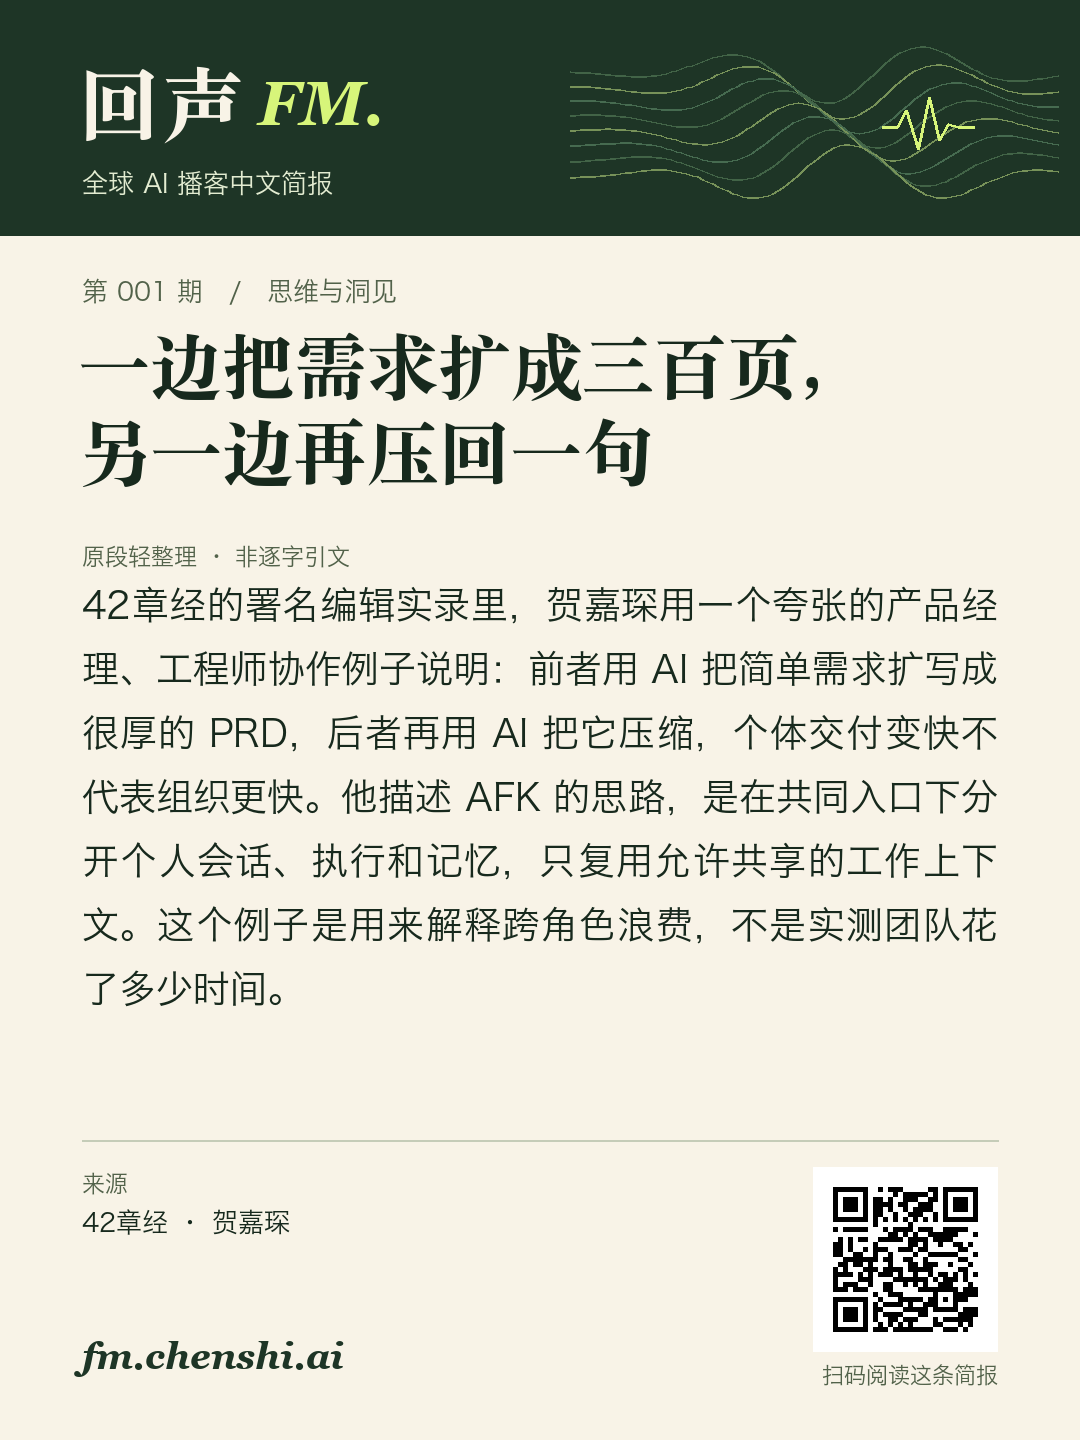 回声 FM.
全球 AI 播客中文简报
第 001 期 / 思维与洞见
一边把需求扩成三百页，
另一边再压回一句
原段轻整理 · 非逐字引文
42章经的署名编辑实录里，贺嘉琛用一个夸张的产品经
理、工程师协作例子说明：前者用 AI 把简单需求扩写成
很厚的 PRD，后者再用 AI 把它压缩，个体交付变快不
代表组织更快。他描述 AFK 的思路，是在共同入口下分
开个人会话、执行和记忆，只复用允许共享的工作上下
文。这个例子是用来解释跨角色浪费，不是实测团队花
了多少时间。
来源
42章经 · 贺嘉琛
fm.chenshi.ai
扫码阅读这条简报